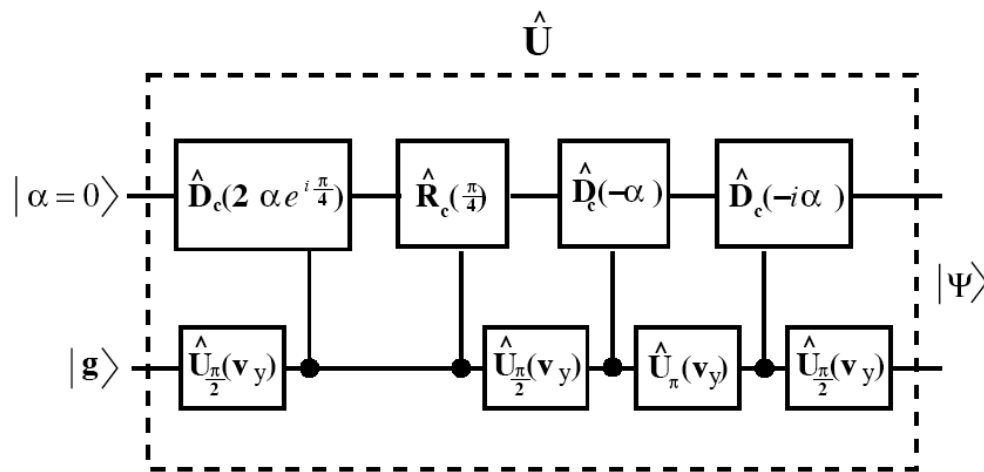 Û
|α=0⟩ D̂c(2 αe^{iπ/4}) R̂c(π/4) D̂c(−α) D̂c(−iα)
|Ψ⟩
|g⟩ Û_{π/2}(v_y) Û_{π/2}(v_y) Û_π(v_y) Û_{π/2}(v_y)